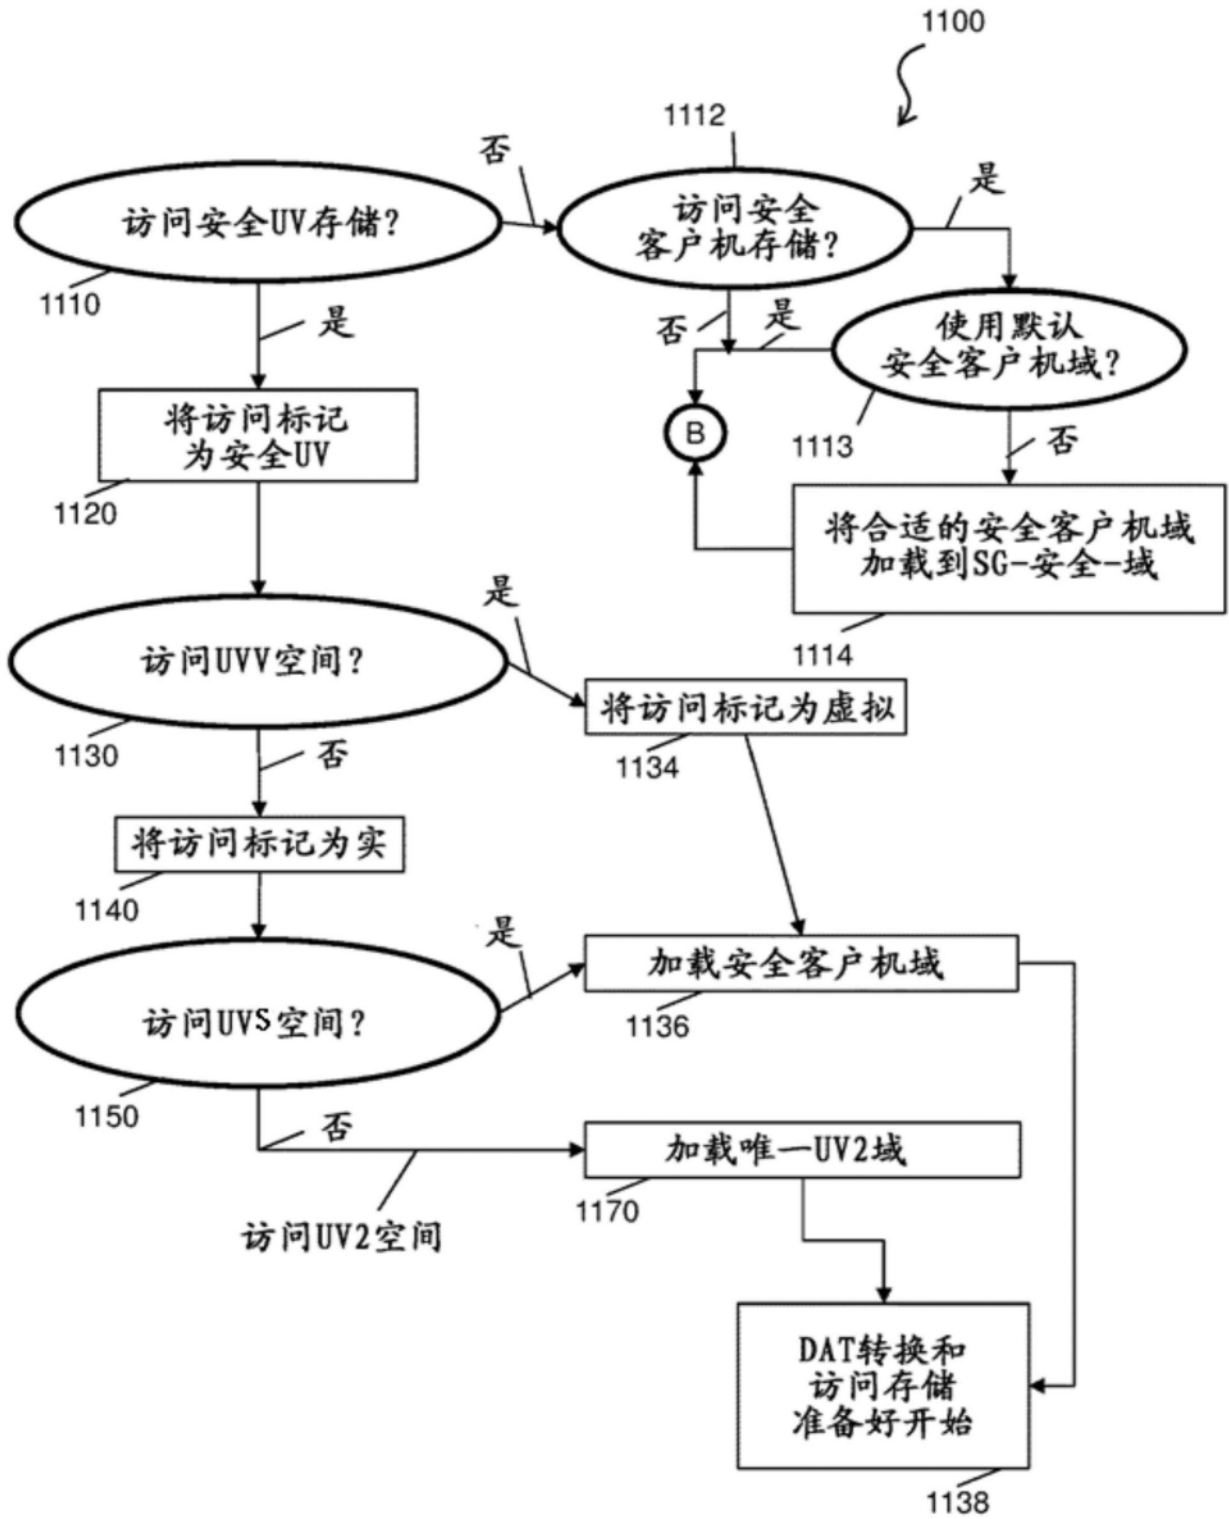 1100
1112
否
是
访问安全UV存储?
访问安全
客户机存储?
1110
是
否
是
使用默认
安全客户机域?
将访问标记
为安全UV
B
1113
否
1120
将合适的安全客户机域
加载到SG-安全-域
是
访问UVV空间?
1114
将访问标记为虚拟
1130
否
1134
将访问标记为实
1140
是
加载安全客户机域
访问UVS空间?
1136
1150
否
加载唯一UV2域
访问UV2空间
1170
DAT转换和
访问存储
准备好开始
1138